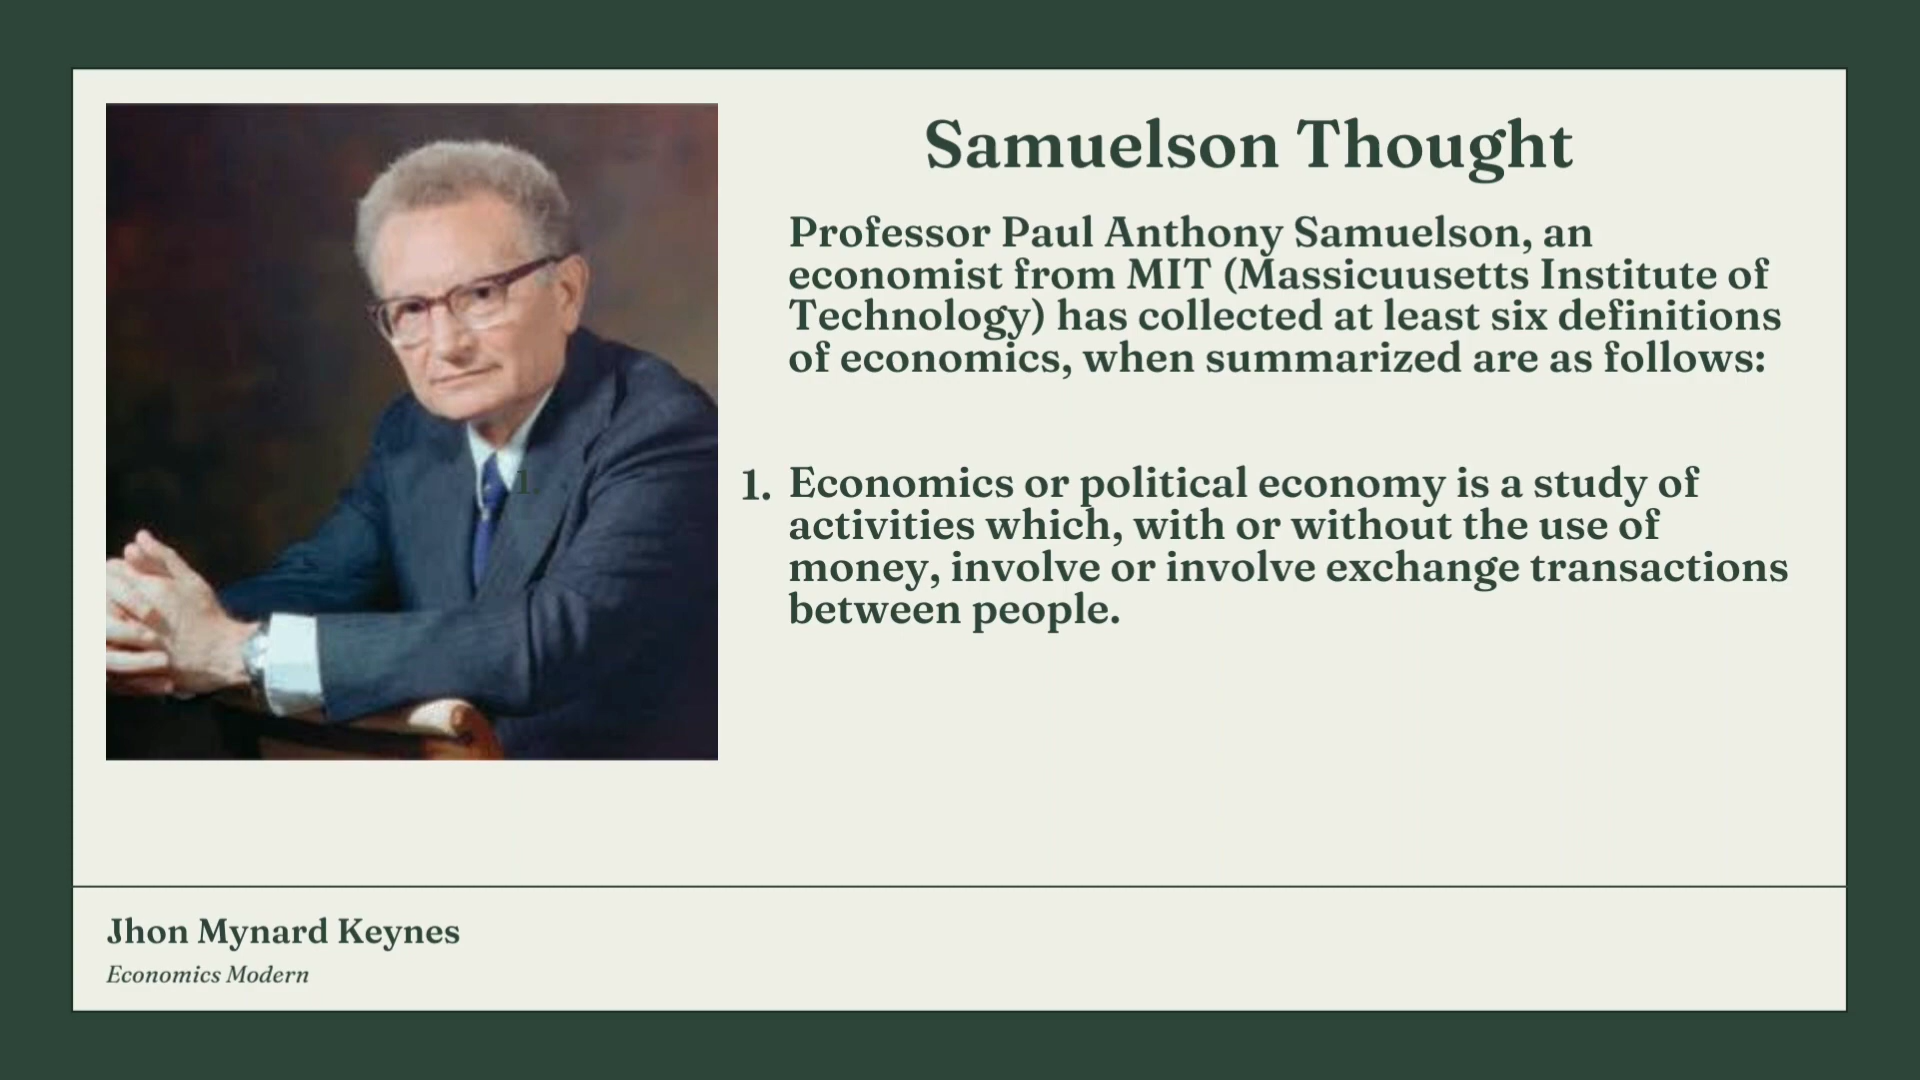 Samuelson Thought
Professor Paul Anthony Samuelson, an
economist from MIT (Massicuusetts Institute of
Technology) has collected at least six definitions
of economics, when summarized are as follows:
1. Economics or political economy is a study of
activities which, with or without the use of
money, involve or involve exchange transactions
between people.
1.
Jhon Mynard Keynes
Economics Modern